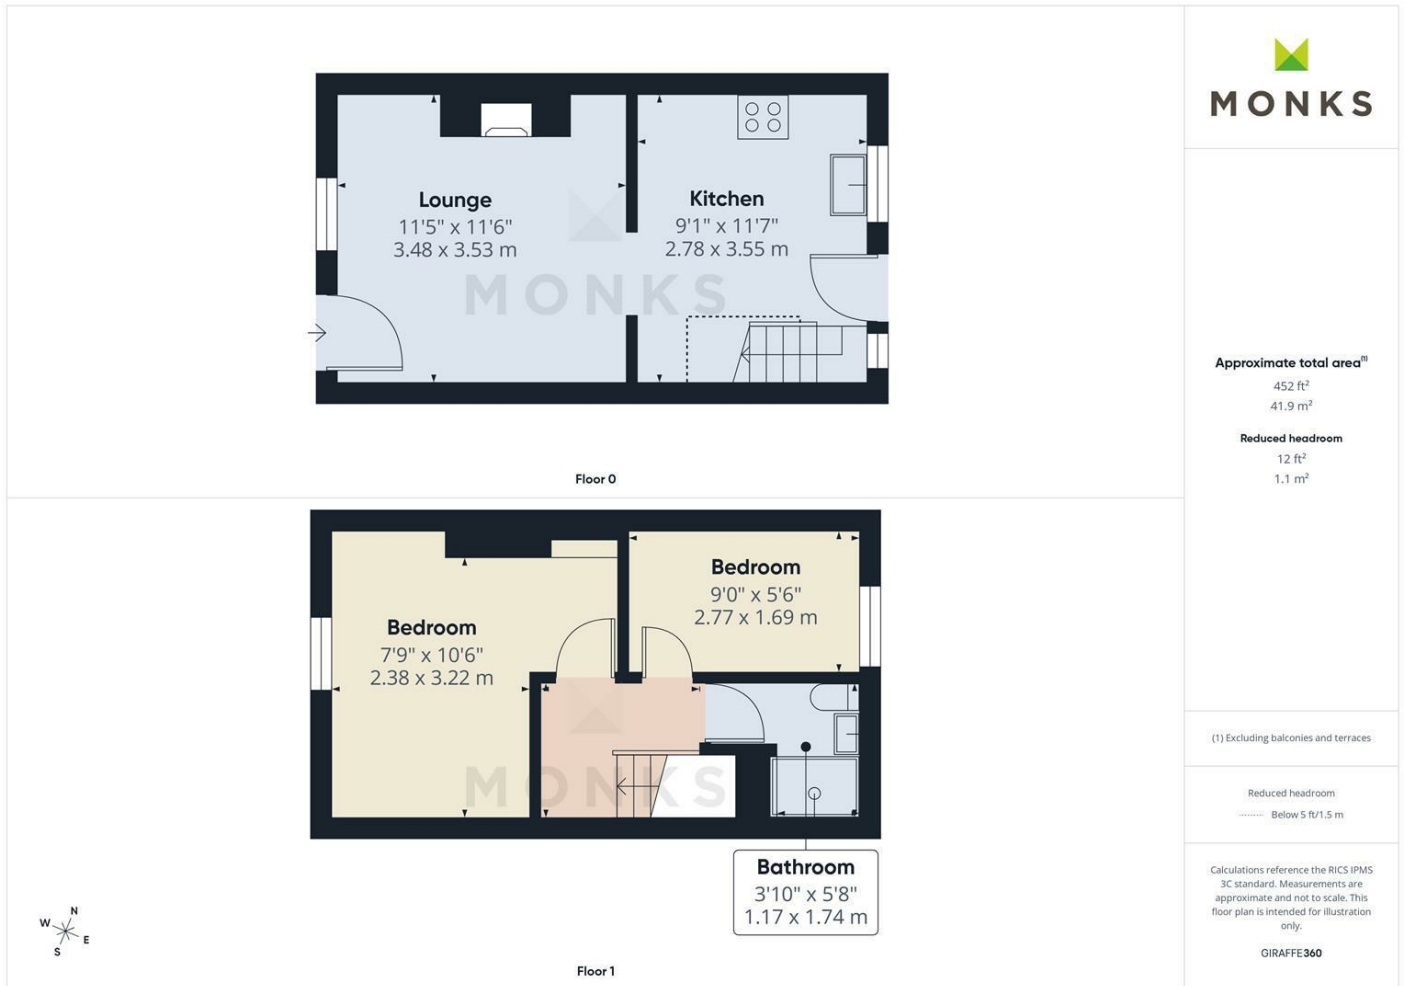 Lounge
11'5" x 11'6"
3.48 x 3.53 m
Kitchen
9'1" x 11'7"
2.78 x 3.55 m
MONKS
Floor 0
Bedroom
7'9" x 10'6"
2.38 x 3.22 m
Bedroom
9'0" x 5'6"
2.77 x 1.69 m
MONKS
Bathroom
3'10" x 5'8"
1.17 x 1.74 m
N
W
E
S
Floor 1
MONKS
Approximate total area(1)
452 ft²
41.9 m²
Reduced headroom
12 ft²
1.1 m²
(1) Excluding balconies and terraces
Reduced headroom
Below 5 ft/1.5 m
Calculations reference the RICS IPMS
3C standard. Measurements are
approximate and not to scale. This
floor plan is intended for illustration
only.
GIRAFFE360